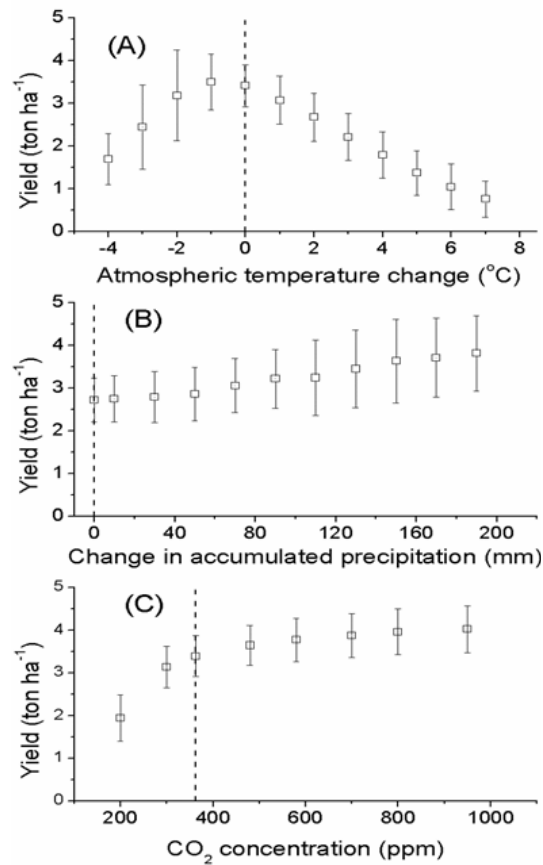 (A)
Yield (ton ha⁻¹)
5
4
3
2
1
0
-4 -2 0 2 4 6 8
Atmospheric temperature change (°C)
(B)
Yield (ton ha⁻¹)
5
4
3
2
1
0
0 40 80 120 160 200
Change in accumulated precipitation (mm)
(C)
Yield (ton ha⁻¹)
5
4
3
2
1
0
200 400 600 800 1000
CO₂ concentration (ppm)